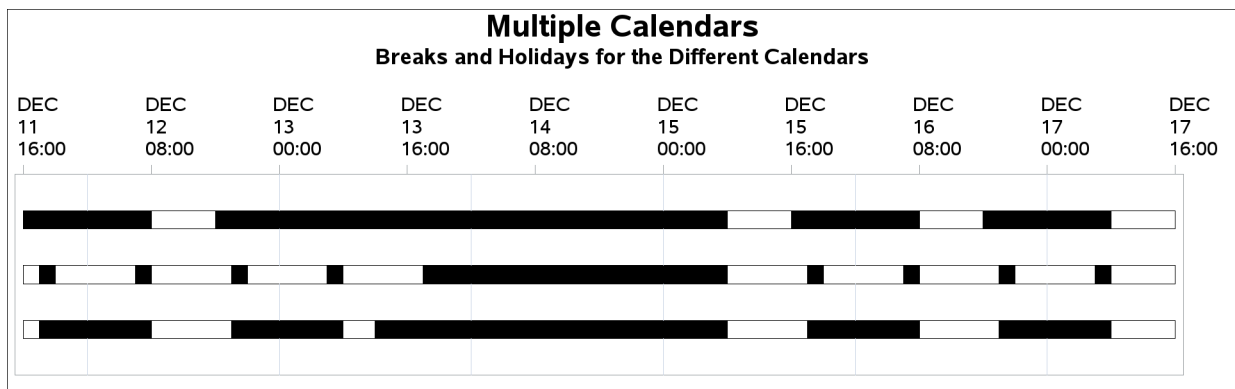 Multiple Calendars
Breaks and Holidays for the Different Calendars
DEC DEC DEC DEC DEC DEC DEC DEC DEC DEC
11 12 13 13 14 15 15 16 17 17
16:00 08:00 00:00 16:00 08:00 00:00 16:00 08:00 00:00 16:00